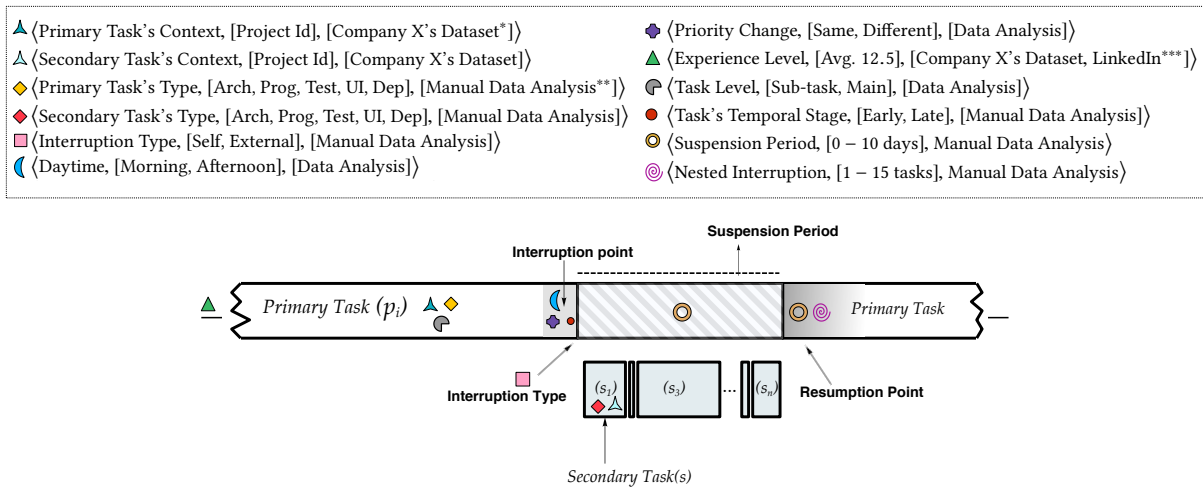 ⟨Primary Task's Context, [Project Id], [Company X's Dataset*]⟩
⟨Secondary Task's Context, [Project Id], [Company X's Dataset]⟩
⟨Primary Task's Type, [Arch, Prog, Test, UI, Dep], [Manual Data Analysis**]⟩
⟨Secondary Task's Type, [Arch, Prog, Test, UI, Dep], [Manual Data Analysis]⟩
⟨Interruption Type, [Self, External], [Manual Data Analysis]⟩
⟨Daytime, [Morning, Afternoon], [Data Analysis]⟩
⟨Priority Change, [Same, Different], [Data Analysis]⟩
⟨Experience Level, [Avg. 12.5], [Company X's Dataset, LinkedIn***]⟩
⟨Task Level, [Sub-task, Main], [Data Analysis]⟩
⟨Task's Temporal Stage, [Early, Late], [Manual Data Analysis]⟩
⟨Suspension Period, [0 – 10 days], Manual Data Analysis⟩
⟨Nested Interruption, [1 – 15 tasks], Manual Data Analysis⟩
Suspension Period
Interruption point
Primary Task (pi)
Primary Task
Interruption Type
(s1)
(s3)
...
(sn)
Resumption Point
Secondary Task(s)